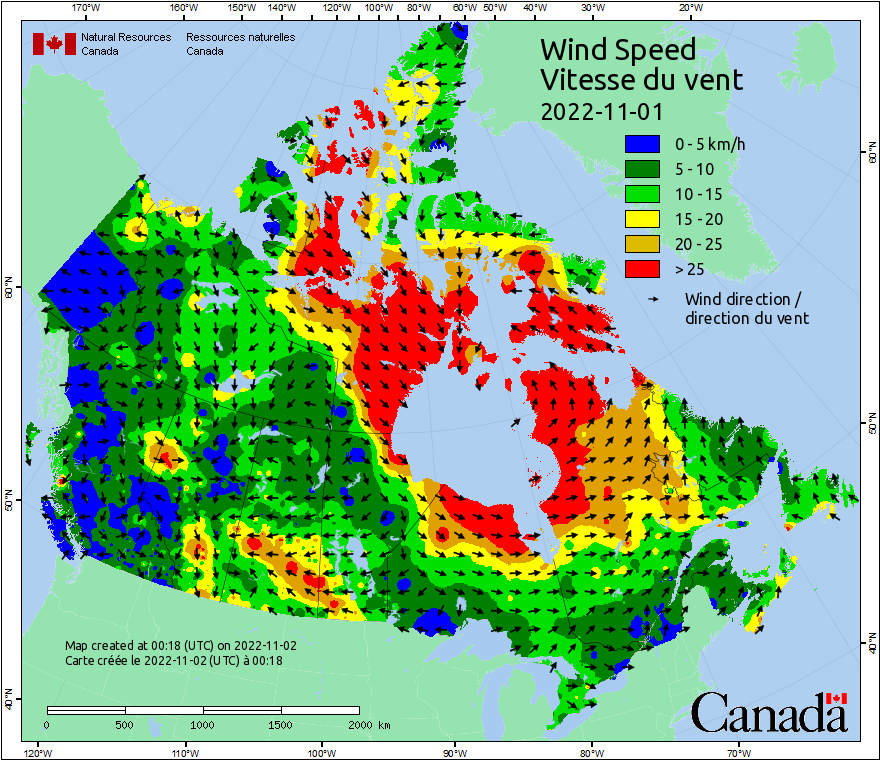 170°W 160°W 150°W 140°W 130°W 120°W 110°W 100°W 90°W 80°W 60°W 50°W 40°W 30°W 20°W
Natural Resources Canada
Ressources naturelles Canada
Wind Speed
Vitesse du vent
2022-11-01
0 - 5 km/h
5 - 10
10 - 15
15 - 20
20 - 25
> 25
Wind direction /
direction du vent
60°N
50°N
40°N
60°N
50°N
40°N
Map created at 00:18 (UTC) on 2022-11-02
Carte créée le 2022-11-02 (UTC) à 00:18
0 500 1000 1500 2000 km
Canada
120°W 110°W 100°W 90°W 80°W 70°W